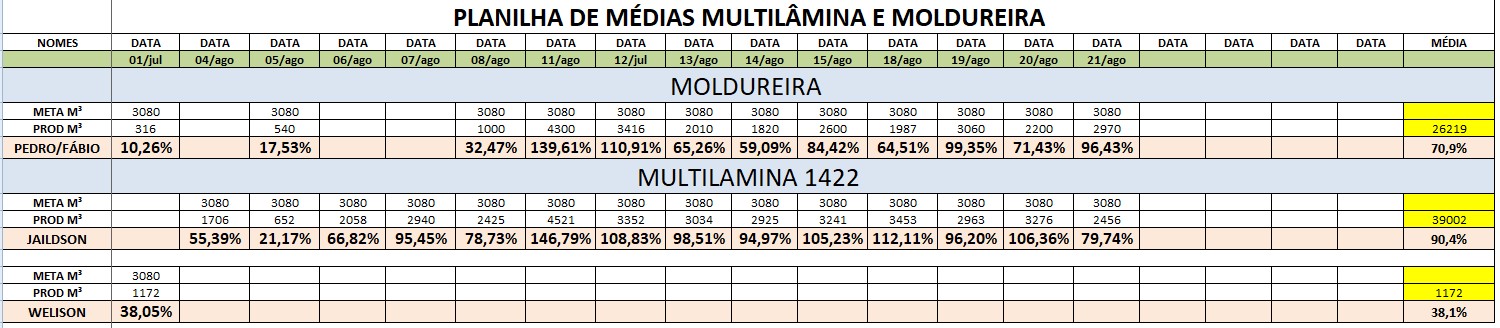 PLANILHA DE MÉDIAS MULTILÂMINA E MOLDUREIRA
NOMES DATA DATA DATA DATA DATA DATA DATA DATA DATA DATA DATA DATA DATA DATA DATA DATA DATA DATA DATA MÉDIA
01/jul 04/ago 05/ago 06/ago 07/ago 08/ago 11/ago 12/jul 13/ago 14/ago 15/ago 18/ago 19/ago 20/ago 21/ago
MOLDUREIRA
META M³ 3080 3080 3080 3080 3080 3080 3080 3080 3080 3080 3080 3080
PROD M³ 316 540 1000 4300 3416 2010 1820 2600 1987 3060 2200 2970 26219
PEDRO/FÁBIO 10,26% 17,53% 32,47% 139,61% 110,91% 65,26% 59,09% 84,42% 64,51% 99,35% 71,43% 96,43% 70,9%
MULTILAMINA 1422
META M³ 3080 3080 3080 3080 3080 3080 3080 3080 3080 3080 3080 3080 3080 3080
PROD M³ 1706 652 2058 2940 2425 4521 3352 3034 2925 3241 3453 2963 3276 2456 39002
JAILDSON 55,39% 21,17% 66,82% 95,45% 78,73% 146,79% 108,83% 98,51% 94,97% 105,23% 112,11% 96,20% 106,36% 79,74% 90,4%
META M³ 3080
PROD M³ 1172 1172
WELISON 38,05% 38,1%